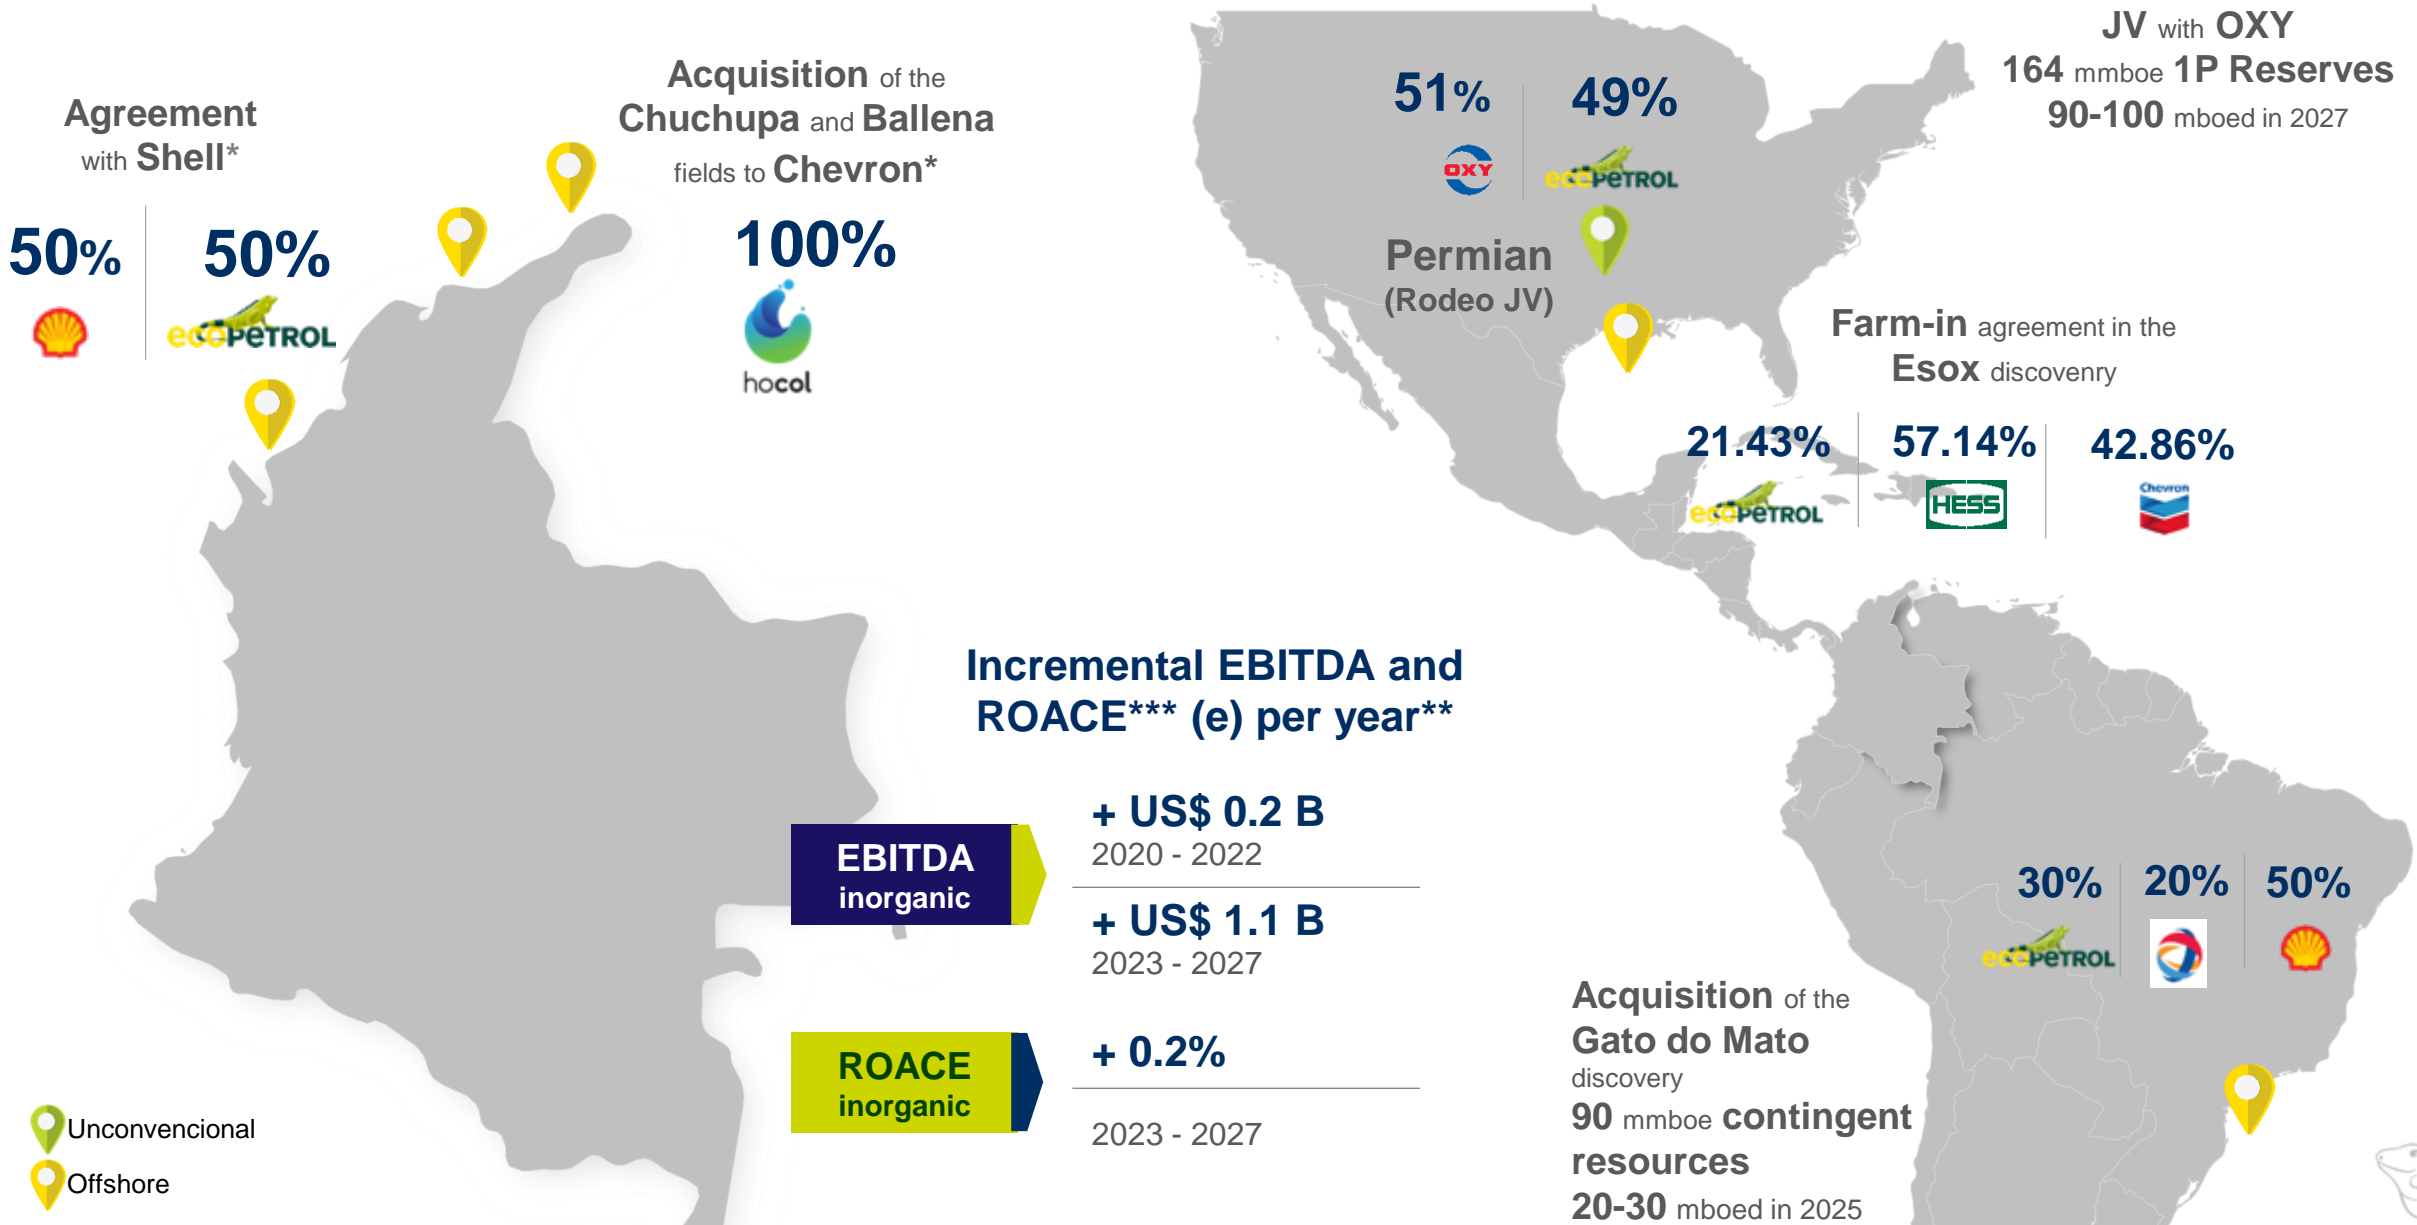 Agreement
with Shell*
50%
50%
ecopetrol
Acquisition of the
Chuchupa and Ballena
fields to Chevron*
100%
hocol
51%
49%
OXY
ecopetrol
Permian
(Rodeo JV)
JV with OXY
164 mmboe 1P Reserves
90-100 mboed in 2027
Farm-in agreement in the
Esox discovenry
21.43%
57.14%
42.86%
ecopetrol
HESS
Chevron
Incremental EBITDA and
ROACE*** (e) per year**
EBITDA
inorganic
+ US$ 0.2 B
2020 - 2022
+ US$ 1.1 B
2023 - 2027
ROACE
inorganic
+ 0.2%
2023 - 2027
30%
20%
50%
ecopetrol
Acquisition of the
Gato do Mato
discovery
90 mmboe contingent
resources
20-30 mboed in 2025
Unconvencional
Offshore